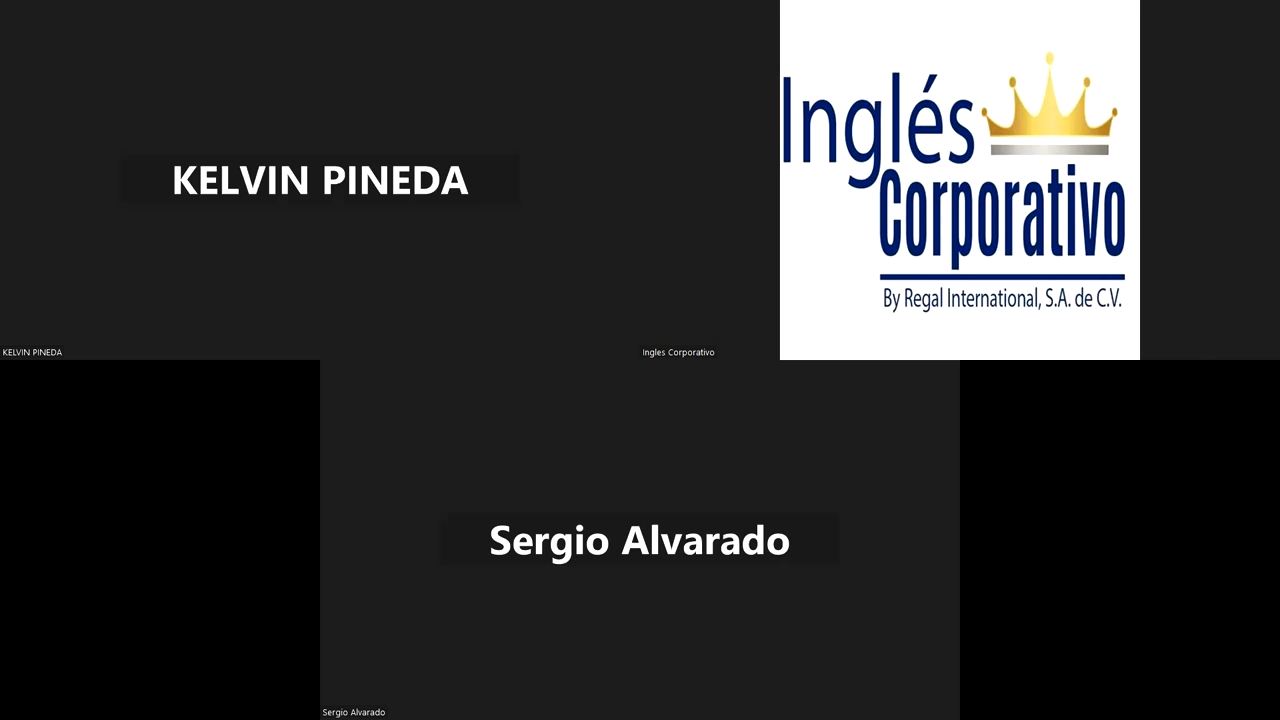 KELVIN PINEDA
KELVIN PINEDA
Inglés
Corporativo
By Regal International, S.A. de C.V.
Ingles Corporativo
Sergio Alvarado
Sergio Alvarado